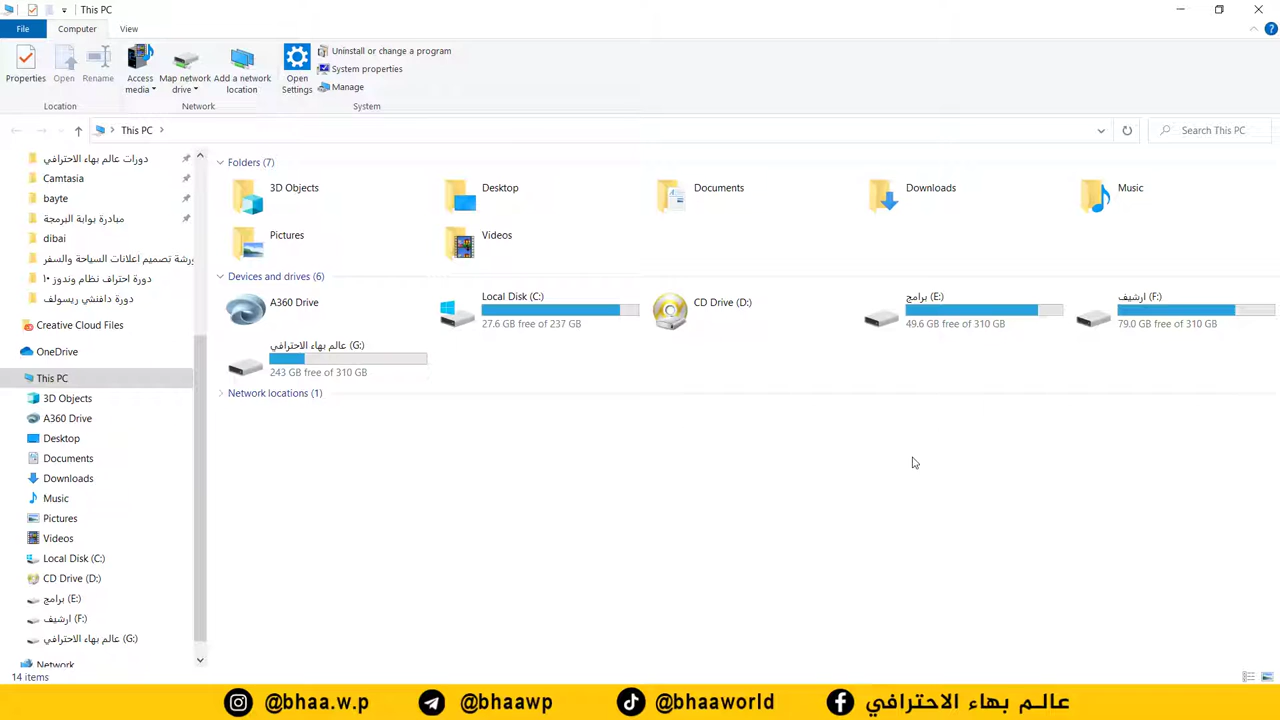 This PC
File
Computer
View
Properties
Open
Rename
Access media
Map network drive
Add a network location
Open Settings
Uninstall or change a program
System properties
Manage
Location
Network
System
This PC
Search This PC
دورات عالم بهاء الاحترافي
Camtasia
bayte
مبادرة بوابة البرمجة
dibai
ورشة تصميم اعلانات السياحة والسفر
دورة احتراف نظام وندوز ١٠
دورة دافنشي ريسولف
Creative Cloud Files
OneDrive
This PC
3D Objects
A360 Drive
Desktop
Documents
Downloads
Music
Pictures
Videos
Local Disk (C:)
CD Drive (D:)
برامج (E:)
ارشيف (F:)
عالم بهاء الاحترافي (G:)
Network
Folders (7)
3D Objects
Desktop
Documents
Downloads
Music
Pictures
Videos
Devices and drives (6)
A360 Drive
Local Disk (C:)
27.6 GB free of 237 GB
CD Drive (D:)
برامج (E:)
49.6 GB free of 310 GB
ارشيف (F:)
79.0 GB free of 310 GB
عالم بهاء الاحترافي (G:)
243 GB free of 310 GB
Network locations (1)
14 items
@bhaa.w.p
@bhaawp
@bhaaworld
عالم بهاء الاحترافي